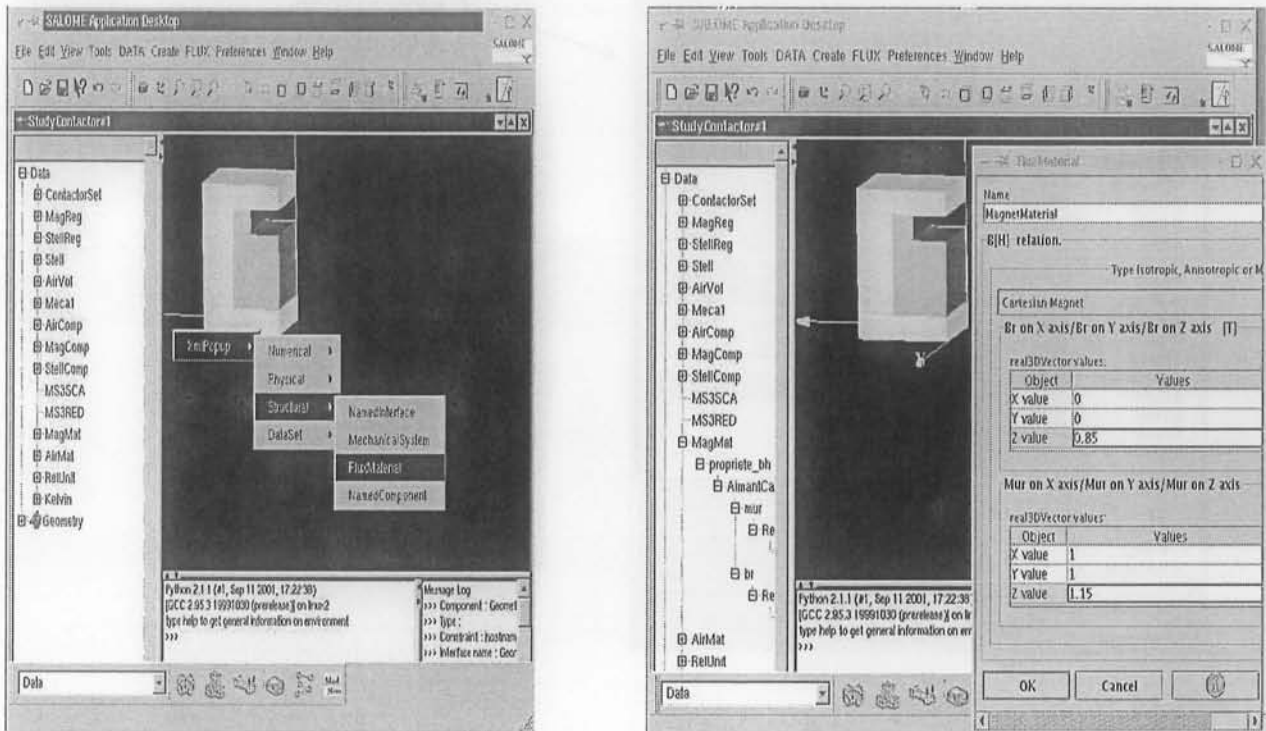 SALOME Application Desktop
File Edit View Tools DATA Create FLUX Preferences Window Help
SALOME
StudyContactor#1
Data
ContactorSet
MagReg
StellReg
Stell
AirVol
Meca1
AirComp
MagComp
StellComp
MS3SCA
MS3RED
MagMat
AirMat
RelUnit
Kelvin
Geometry
XmlPopup
Numerical
Physical
Structural
DataSet
NamedInterface
MechanicalSystem
FluxMaterial
NamedComponent
Python 2.1.1 (#1, Sep 11 2001, 17:22:38)
[GCC 2.95.3 19991030 (prerelease)] on linux2
type help to get general information on environment
>>>
Message Log
>>> Component : Geomet
>>> Type :
>>> Constraint : hostnam
>>> Interface name : Geor
Data
SALOME Application Desktop
File Edit View Tools DATA Create FLUX Preferences Window Help
SALOME
StudyContactor#1
Data
ContactorSet
MagReg
StellReg
Stell
AirVol
Meca1
AirComp
MagComp
StellComp
MS3SCA
MS3RED
MagMat
propriete_bh
AimantCa
mur
Re
br
Re
AirMat
RelUnit
Y
Python 2.1.1 (#1, Sep 11 2001, 17:22:38
[GCC 2.95.3 19991030 (prerelease)] on lin
type help to get general information on en
>>>
Data
FluxMaterial
Name
MagnetMaterial
B[H] relation.
Type Isotropic, Anisotropic or M
Cartesian Magnet
Br on X axis/Br on Y axis/Br on Z axis [T]
real3DVector values:
Object Values
X value 0
Y value 0
Z value 0.85
Mur on X axis/Mur on Y axis/Mur on Z axis
real3DVector values:
Object Values
X value 1
Y value 1
Z value 1.15
OK Cancel